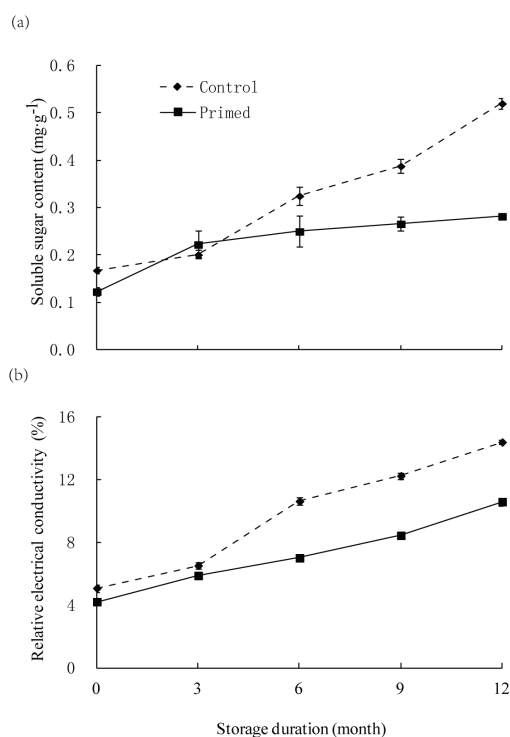 (a)
Soluble sugar content (mg·g-1)
0.6
0.5
0.4
0.3
0.2
0.1
0.0
Control
Primed
(b)
Relative electrical conductivity (%)
16
12
8
4
0
0 3 6 9 12
Storage duration (month)